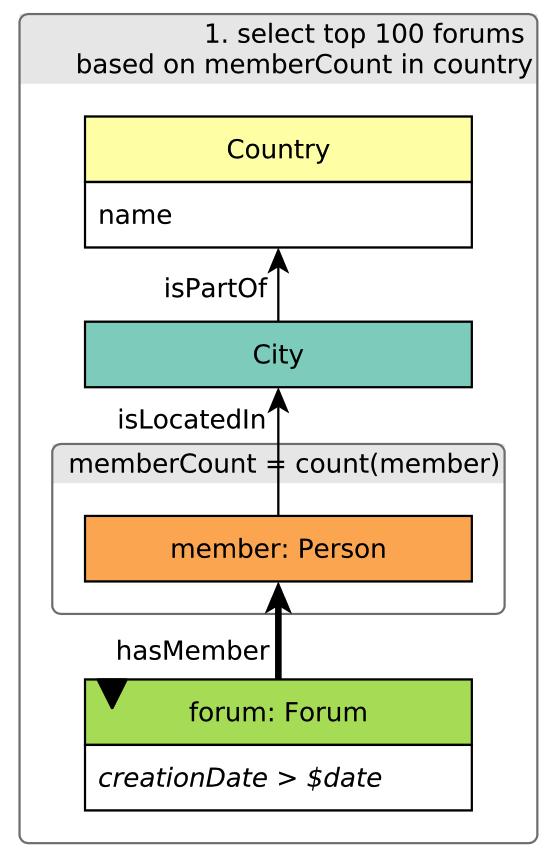 1. select top 100 forums
based on memberCount in country
Country
name
isPartOf
City
isLocatedIn
memberCount = count(member)
member: Person
hasMember
forum: Forum
creationDate > $date